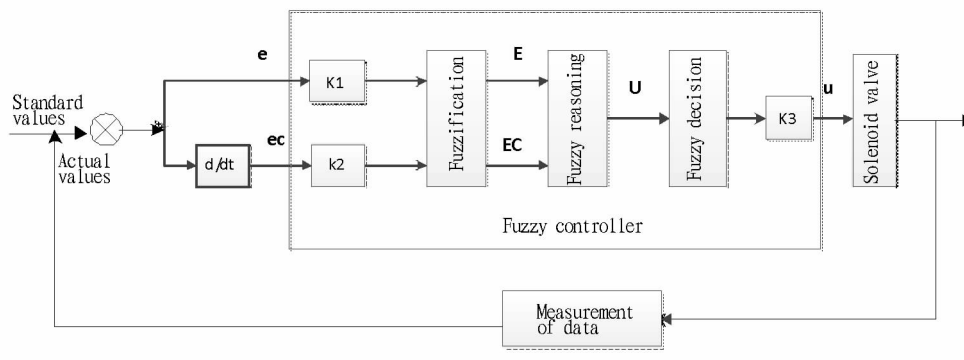 Standard
values
Actual
values
e
ec
d/dt
K1
k2
Fuzzification
E
EC
Fuzzy reasoning
U
Fuzzy decision
K3
u
Solenoid valve
Fuzzy controller
Measurement
of data